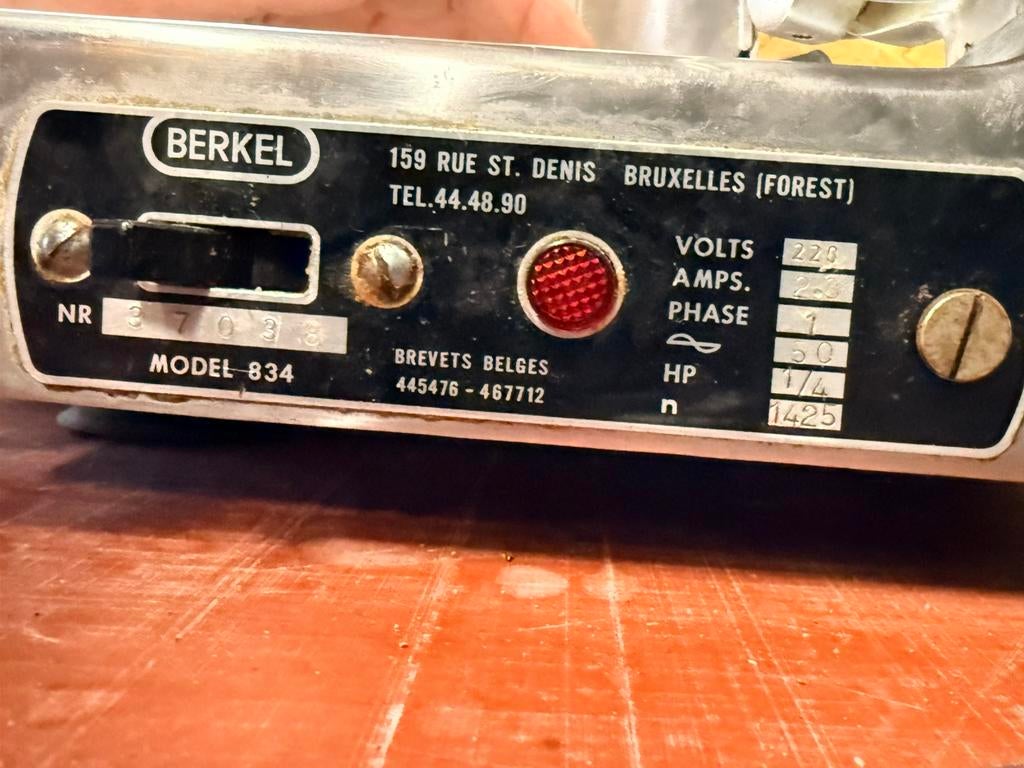 BERKEL
159 RUE ST. DENIS BRUXELLES (FOREST)
TEL.44.48.90
NR 37038
MODEL 834
BREVETS BELGES
445476 - 467712
VOLTS 220
AMPS. 2.3
PHASE 1
50
HP 1/4
n 1425